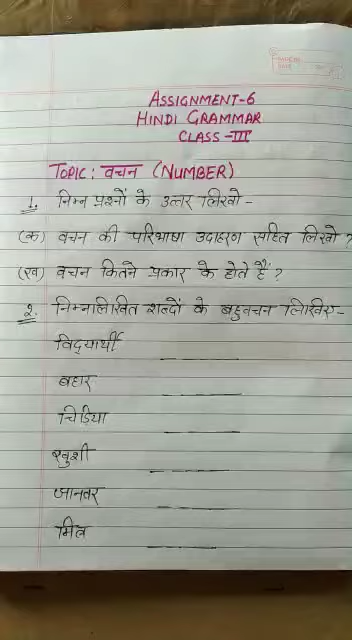 ASSIGNMENT-6
HINDI GRAMMAR
CLASS-III
TOPIC: वचन (NUMBER)
1. निम्न प्रश्नों के उत्तर लिखो-
(क) वचन की परिभाषा उदाहरण सहित लिखो?
(ख) वचन कितने प्रकार के होते हैं?
2. निम्नलिखित शब्दों के बहुवचन लिखिए-
विद्यार्थी
बहार
चिड़िया
खुशी
जानवर
मित्र